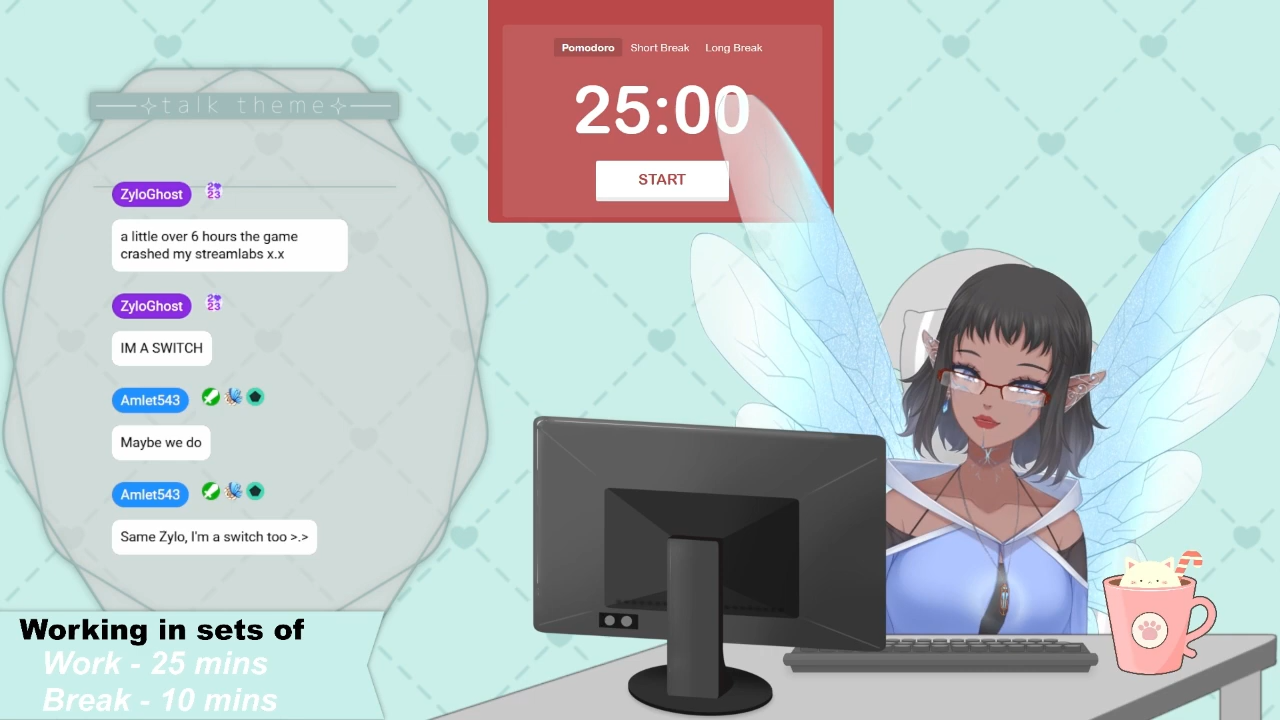 Pomodoro Short Break Long Break
25:00
START
talk theme
ZyloGhost
a little over 6 hours the game
crashed my streamlabs x.x
ZyloGhost
IM A SWITCH
Amlet543
Maybe we do
Amlet543
Same Zylo, I'm a switch too >.>
Working in sets of
Work - 25 mins
Break - 10 mins